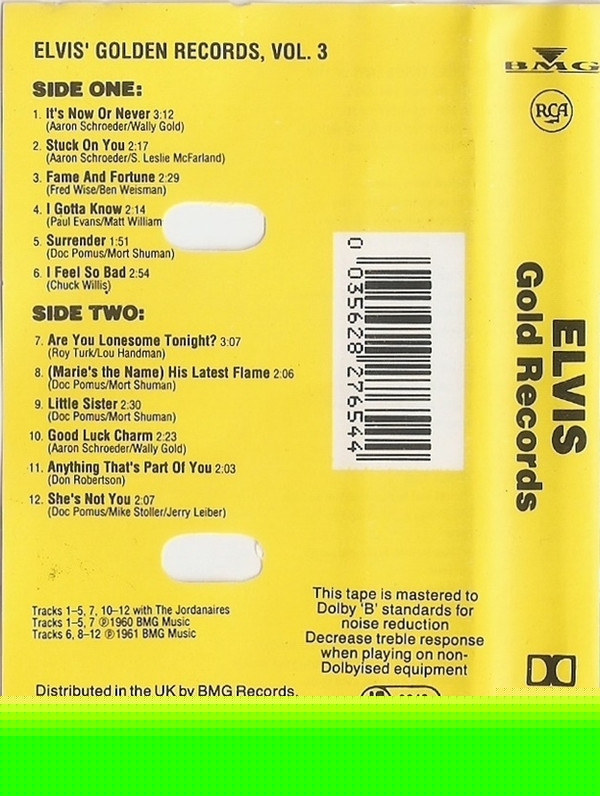 ELVIS' GOLDEN RECORDS, VOL. 3
SIDE ONE:
1. It's Now Or Never 3:12
(Aaron Schroeder/Wally Gold)
2. Stuck On You 2:17
(Aaron Schroeder/S. Leslie McFarland)
3. Fame And Fortune 2:29
(Fred Wise/Ben Weisman)
4. I Gotta Know 2:14
(Paul Evans/Matt William
5. Surrender 1:51
(Doc Pomus/Mort Shuman)
6. I Feel So Bad 2:54
(Chuck Willis)
SIDE TWO:
7. Are You Lonesome Tonight? 3:07
(Roy Turk/Lou Handman)
8. (Marie's the Name) His Latest Flame 2:06
(Doc Pomus/Mort Shuman)
9. Little Sister 2:30
(Doc Pomus/Mort Shuman)
10. Good Luck Charm 2:23
(Aaron Schroeder/Wally Gold)
11. Anything That's Part Of You 2:03
(Don Robertson)
12. She's Not You 2:07
(Doc Pomus/Mike Stoller/Jerry Leiber)
Tracks 1–5, 7, 10–12 with The Jordanaires
Tracks 1–5, 7 ℗1960 BMG Music
Tracks 6, 8–12 ℗1961 BMG Music
Distributed in the UK by BMG Records.
0 035628 276544
This tape is mastered to
Dolby 'B' standards for
noise reduction
Decrease treble response
when playing on non-
Dolbyised equipment
BMG
RCA
ELVIS
Gold Records